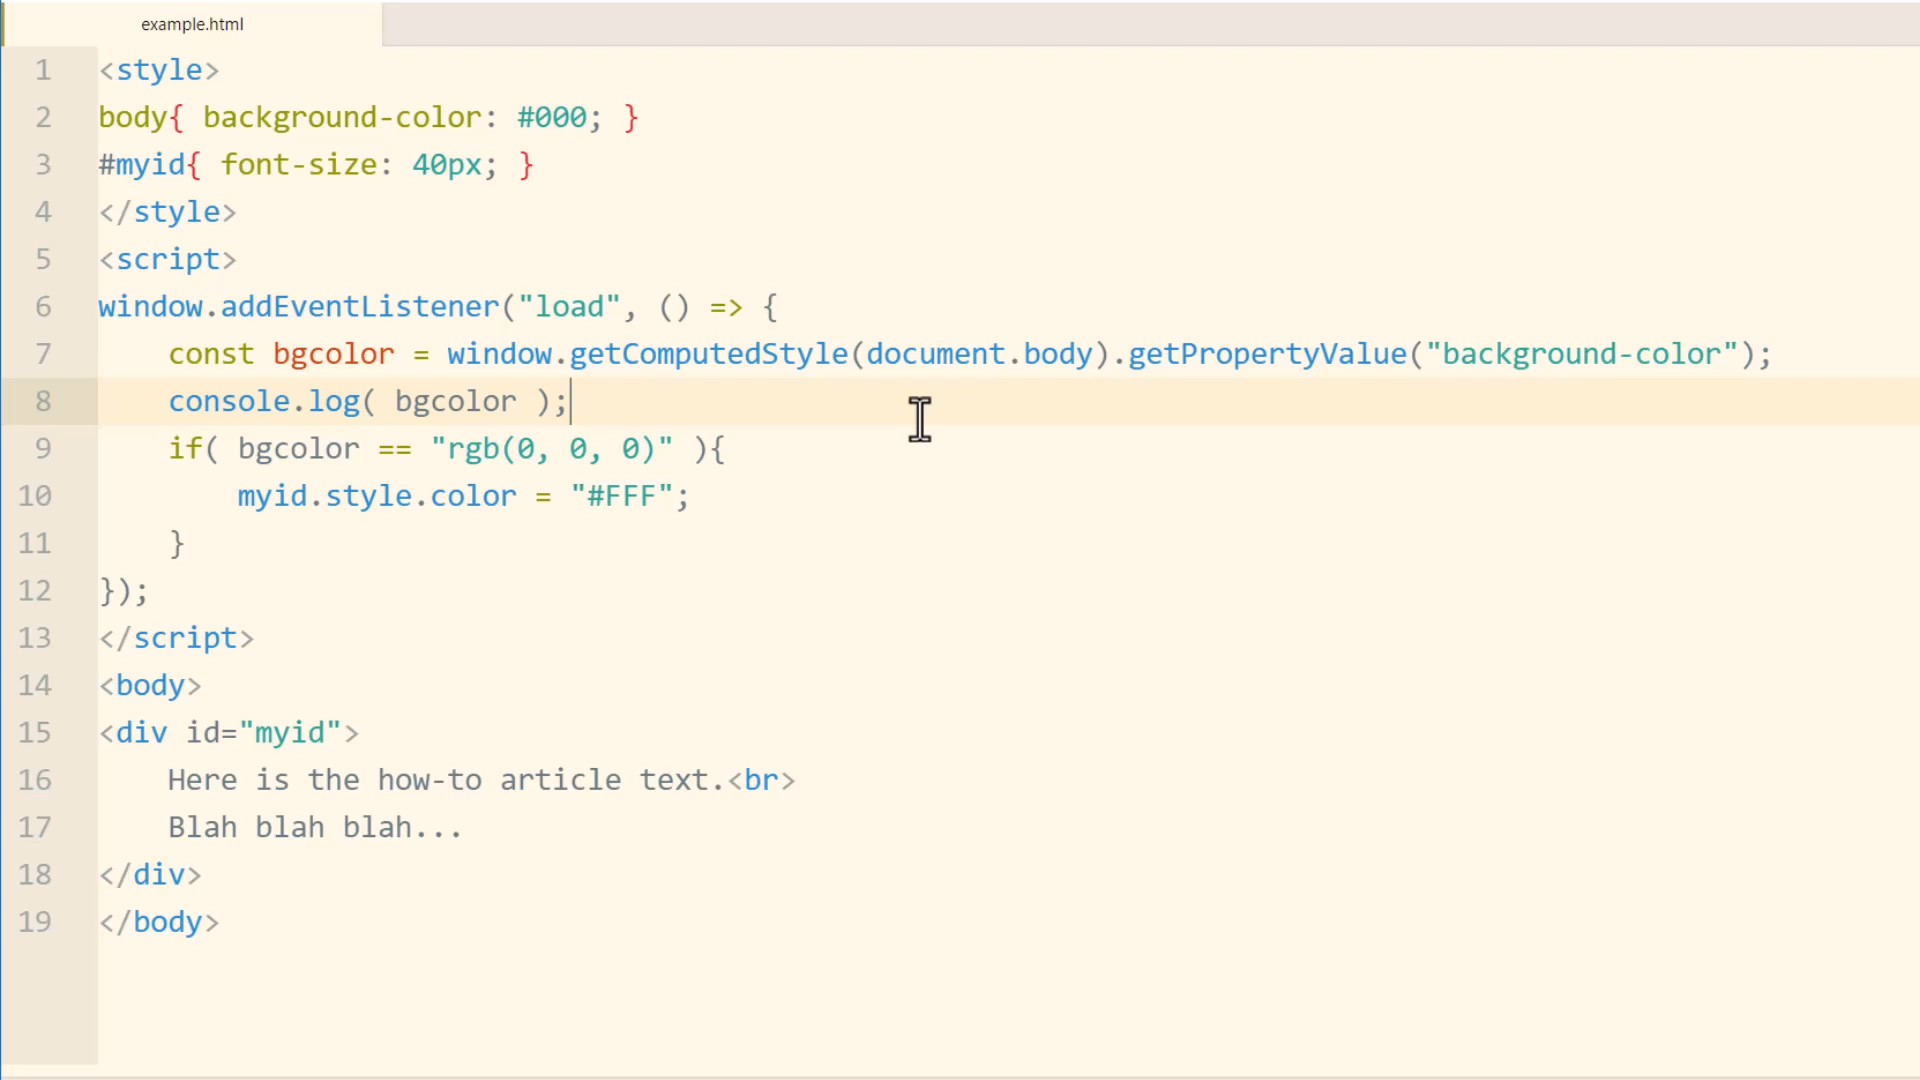 example.html
1 <style>
2 body{ background-color: #000; }
3 #myid{ font-size: 40px; }
4 </style>
5 <script>
6 window.addEventListener("load", () => {
7     const bgcolor = window.getComputedStyle(document.body).getPropertyValue("background-color");
8     console.log( bgcolor );
9     if( bgcolor == "rgb(0, 0, 0)" ){
10         myid.style.color = "#FFF";
11     }
12 });
13 </script>
14 <body>
15 <div id="myid">
16     Here is the how-to article text.<br>
17     Blah blah blah...
18 </div>
19 </body>